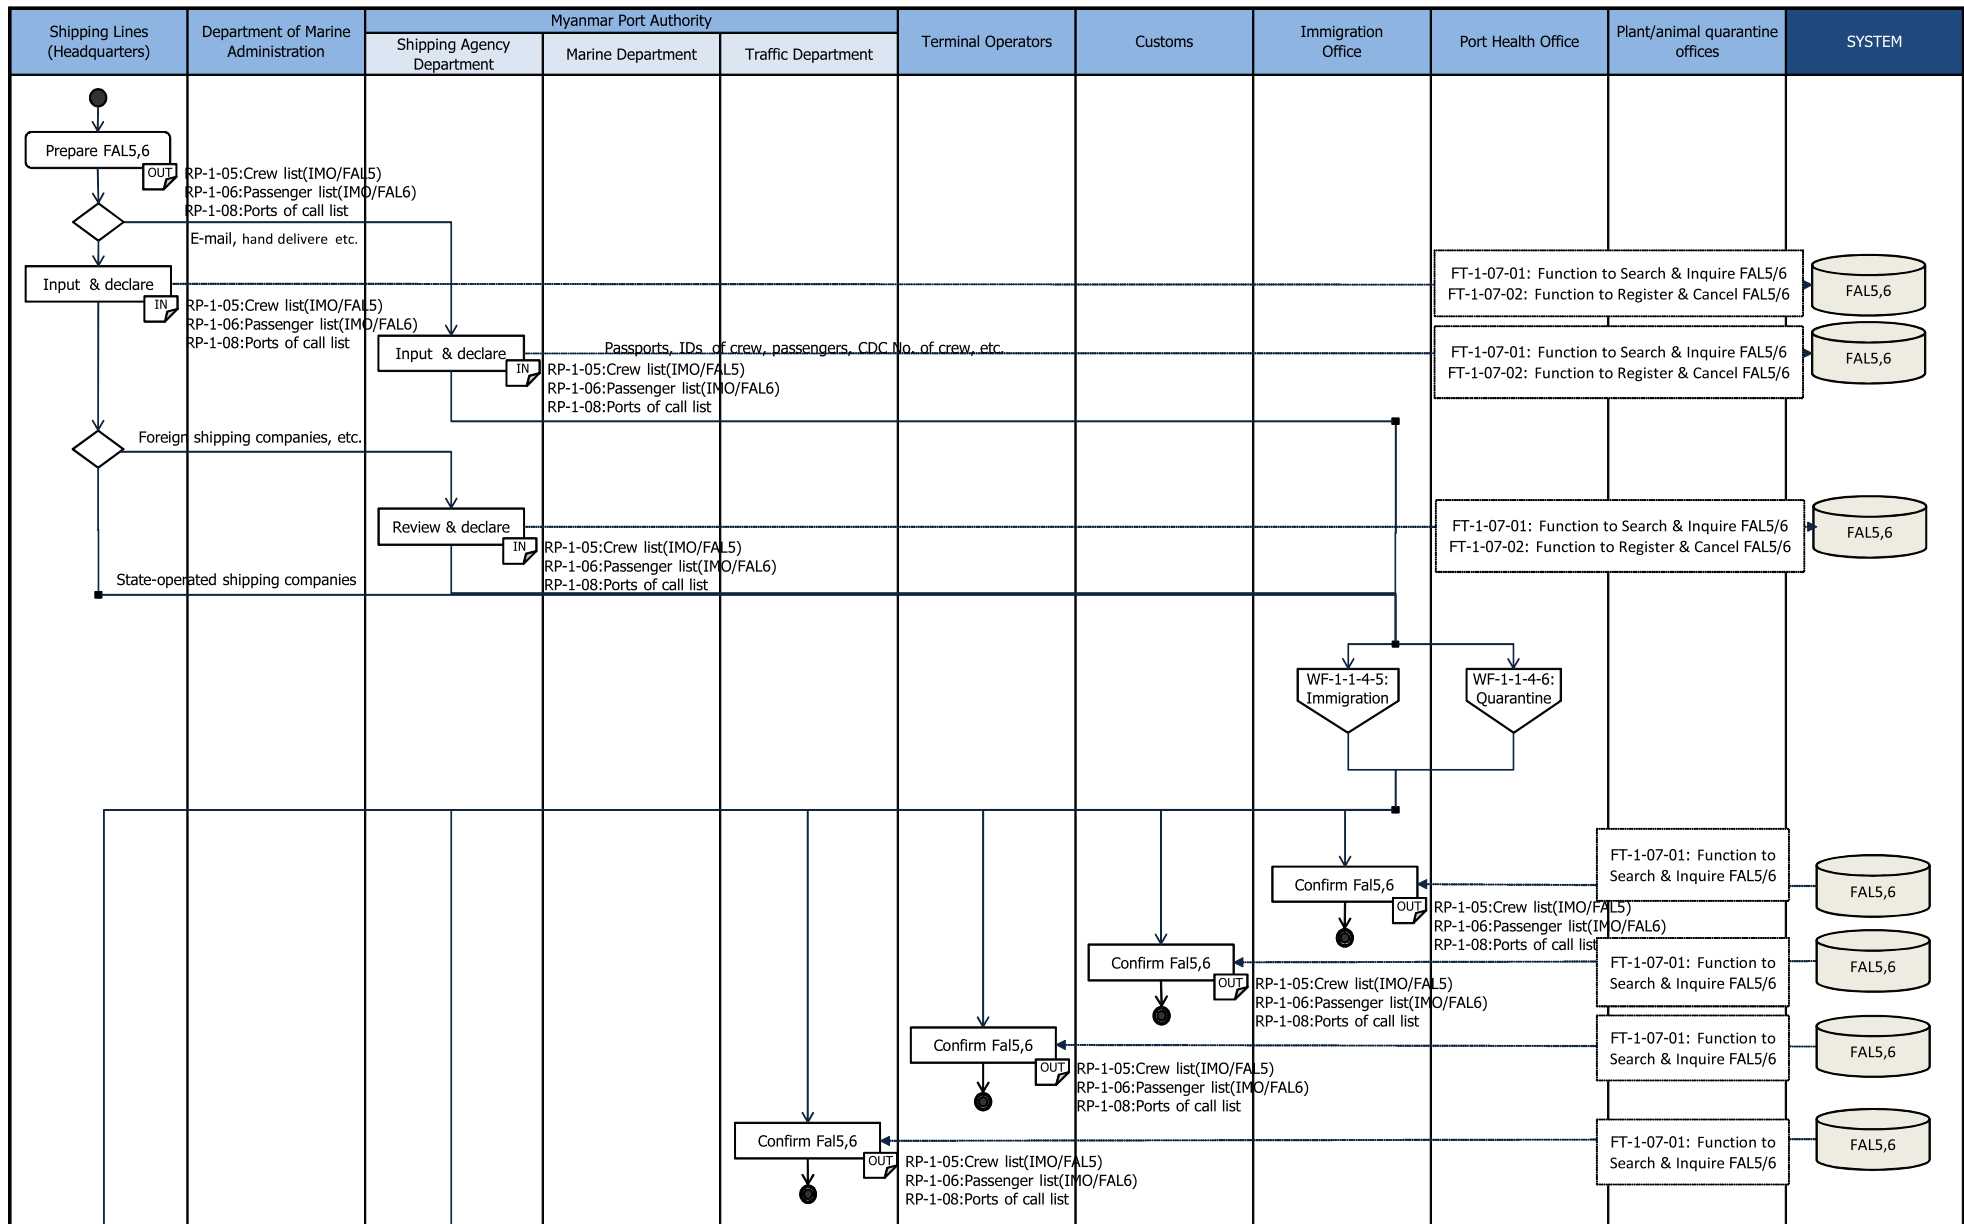 Shipping Lines
(Headquarters)
Department of Marine
Administration
Myanmar Port Authority
Shipping Agency
Department
Marine Department
Traffic Department
Terminal Operators
Customs
Immigration
Office
Port Health Office
Plant/animal quarantine
offices
SYSTEM
Prepare FAL5,6
OUT
RP-1-05:Crew list(IMO/FAL5)
RP-1-06:Passenger list(IMO/FAL6)
RP-1-08:Ports of call list
E-mail, hand delivere etc.
Input & declare
IN
RP-1-05:Crew list(IMO/FAL5)
RP-1-06:Passenger list(IMO/FAL6)
RP-1-08:Ports of call list
FT-1-07-01: Function to Search & Inquire FAL5/6
FT-1-07-02: Function to Register & Cancel FAL5/6
FAL5,6
Input & declare
IN
Passports, IDs of crew, passengers, CDC No. of crew, etc.
RP-1-05:Crew list(IMO/FAL5)
RP-1-06:Passenger list(IMO/FAL6)
RP-1-08:Ports of call list
FT-1-07-01: Function to Search & Inquire FAL5/6
FT-1-07-02: Function to Register & Cancel FAL5/6
FAL5,6
Foreign shipping companies, etc.
Review & declare
IN
RP-1-05:Crew list(IMO/FAL5)
RP-1-06:Passenger list(IMO/FAL6)
RP-1-08:Ports of call list
FT-1-07-01: Function to Search & Inquire FAL5/6
FT-1-07-02: Function to Register & Cancel FAL5/6
FAL5,6
State-operated shipping companies
WF-1-1-4-5:
Immigration
WF-1-1-4-6:
Quarantine
Confirm Fal5,6
OUT
RP-1-05:Crew list(IMO/FAL5)
RP-1-06:Passenger list(IMO/FAL6)
RP-1-08:Ports of call list
FT-1-07-01: Function to
Search & Inquire FAL5/6
FAL5,6
Confirm Fal5,6
OUT
RP-1-05:Crew list(IMO/FAL5)
RP-1-06:Passenger list(IMO/FAL6)
RP-1-08:Ports of call list
FT-1-07-01: Function to
Search & Inquire FAL5/6
FAL5,6
Confirm Fal5,6
OUT
RP-1-05:Crew list(IMO/FAL5)
RP-1-06:Passenger list(IMO/FAL6)
RP-1-08:Ports of call list
FT-1-07-01: Function to
Search & Inquire FAL5/6
FAL5,6
Confirm Fal5,6
OUT
RP-1-05:Crew list(IMO/FAL5)
RP-1-06:Passenger list(IMO/FAL6)
RP-1-08:Ports of call list
FT-1-07-01: Function to
Search & Inquire FAL5/6
FAL5,6